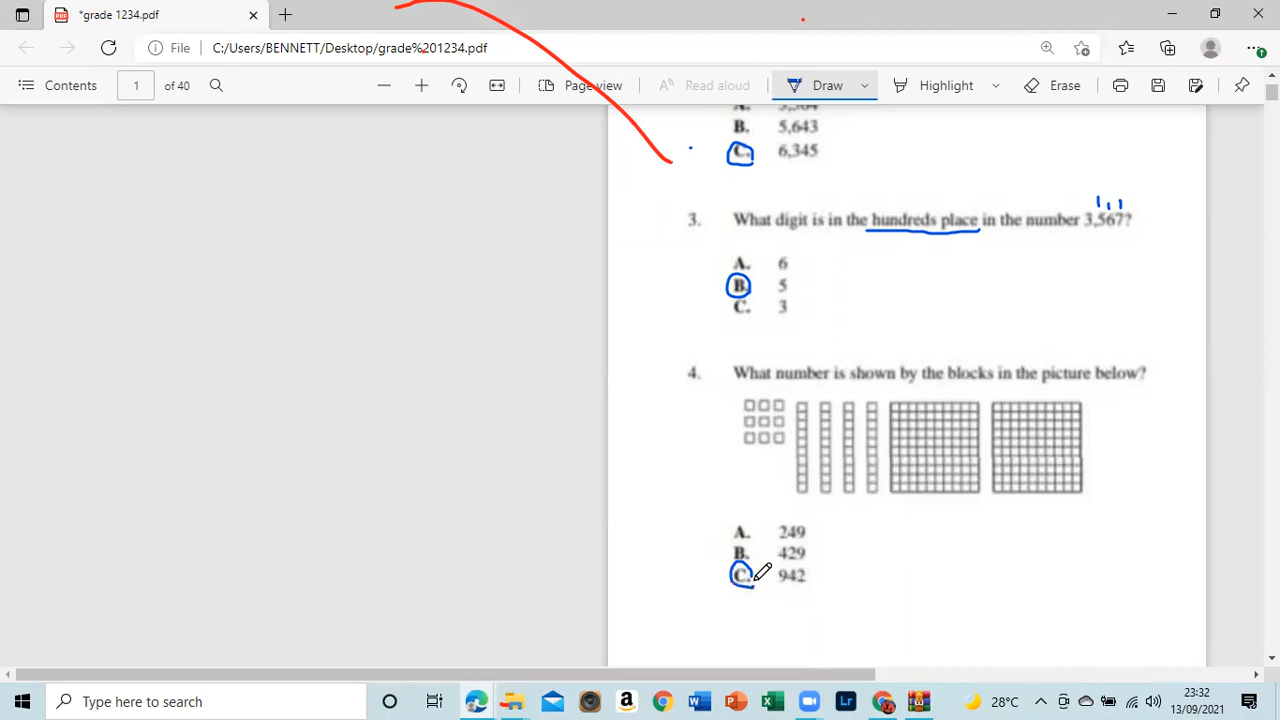 *grade 1234.pdf
File C:/Users/BENNETT/Desktop/grade%201234.pdf
Contents 1 of 40 Page view Read aloud Draw Highlight Erase
B. 5,643
C. 6,345
3. What digit is in the hundreds place in the number 3,567?
A. 6
B. 5
C. 3
4. What number is shown by the blocks in the picture below?
A. 249
B. 429
C. 942
Type here to search
28°C
23:32
13/09/2021